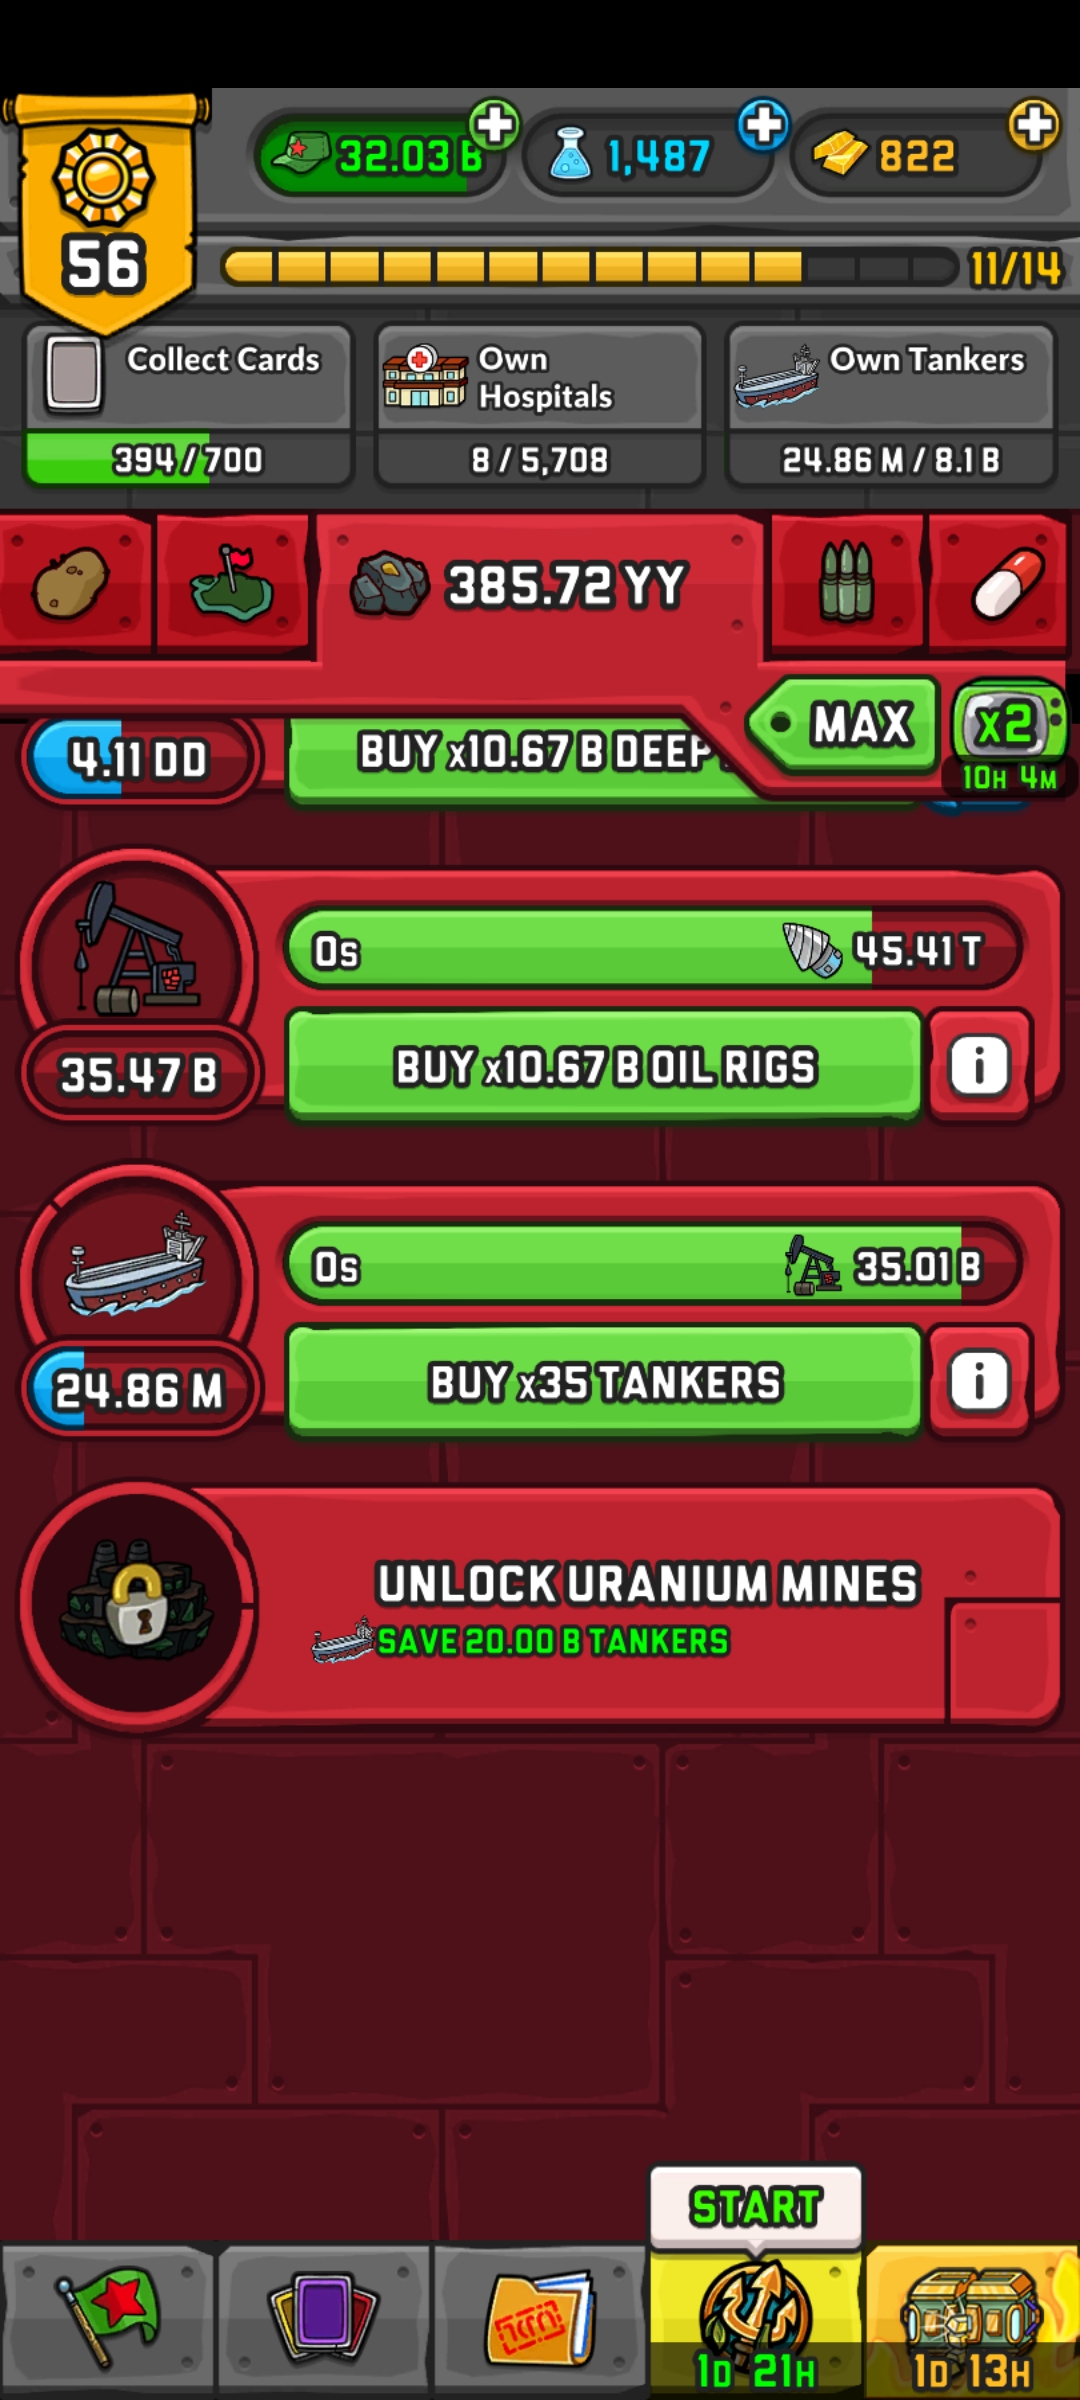 32.03 B
1,487
822
56
11/14
Collect Cards
394 / 700
Own
Hospitals
8 / 5,708
Own Tankers
24.86 M / 8.1 B
385.72 YY
MAX
x2
10H 4M
4.11 DD
BUY x10.67 B DEEP
0s
45.41 T
35.47 B
BUY x10.67 B OIL RIGS
i
0s
35.01 B
24.86 M
BUY x35 TANKERS
i
UNLOCK URANIUM MINES
SAVE 20.00 B TANKERS
START
1D 21H
1D 13H